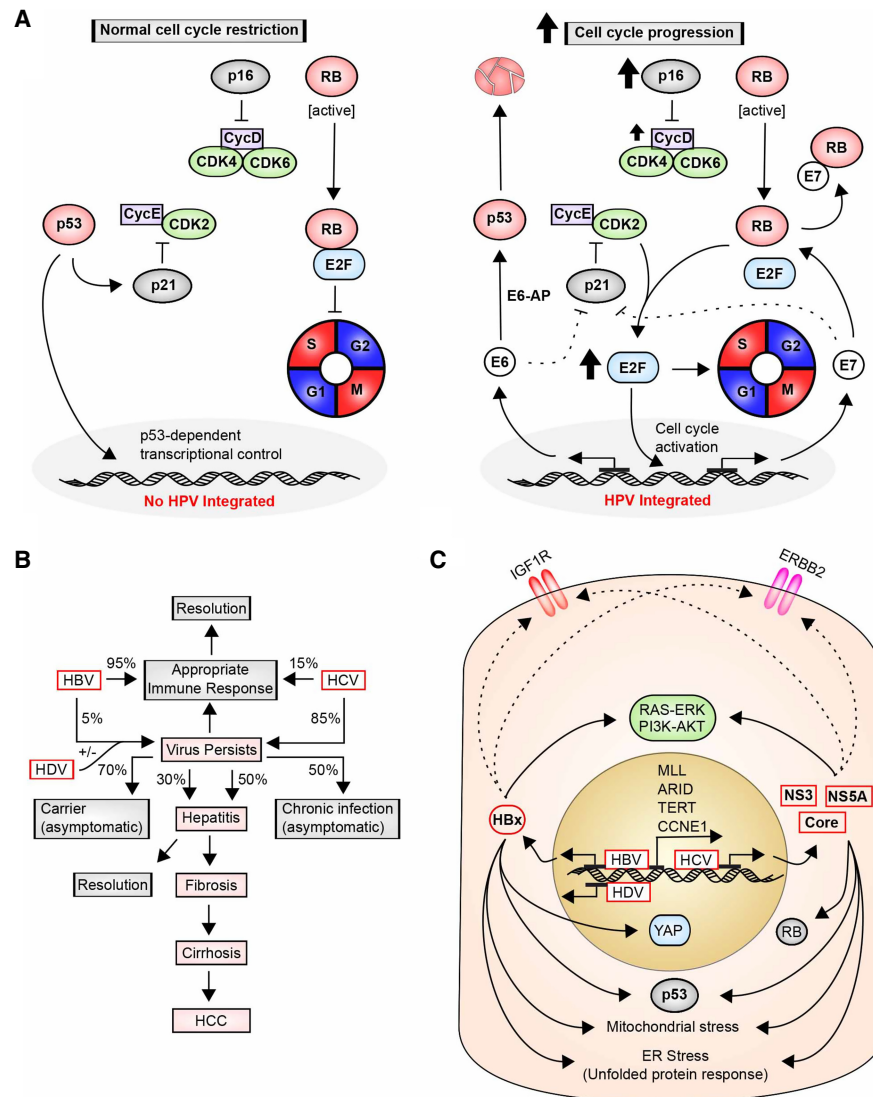 A
Normal cell cycle restriction
p16
RB
[active]
CycD
CDK4
CDK6
p53
CycE
CDK2
p21
RB
E2F
S
G2
G1
M
p53-dependent
transcriptional control
No HPV Integrated
Cell cycle progression
p16
RB
[active]
CycD
CDK4
CDK6
RB
E7
p53
CycE
CDK2
RB
E2F
p21
E6-AP
E6
E2F
S
G2
G1
M
E7
Cell cycle
activation
HPV Integrated
B
Resolution
HBV
95%
Appropriate
Immune Response
15%
HCV
5%
85%
+/-
Virus Persists
HDV
70%
30%
50%
50%
Carrier
(asymptomatic)
Hepatitis
Chronic infection
(asymptomatic)
Resolution
Fibrosis
Cirrhosis
HCC
C
IGF1R
ERBB2
RAS-ERK
PI3K-AKT
MLL
ARID
TERT
CCNE1
HBx
NS3
NS5A
Core
HBV
HCV
HDV
YAP
RB
p53
Mitochondrial stress
ER Stress
(Unfolded protein response)